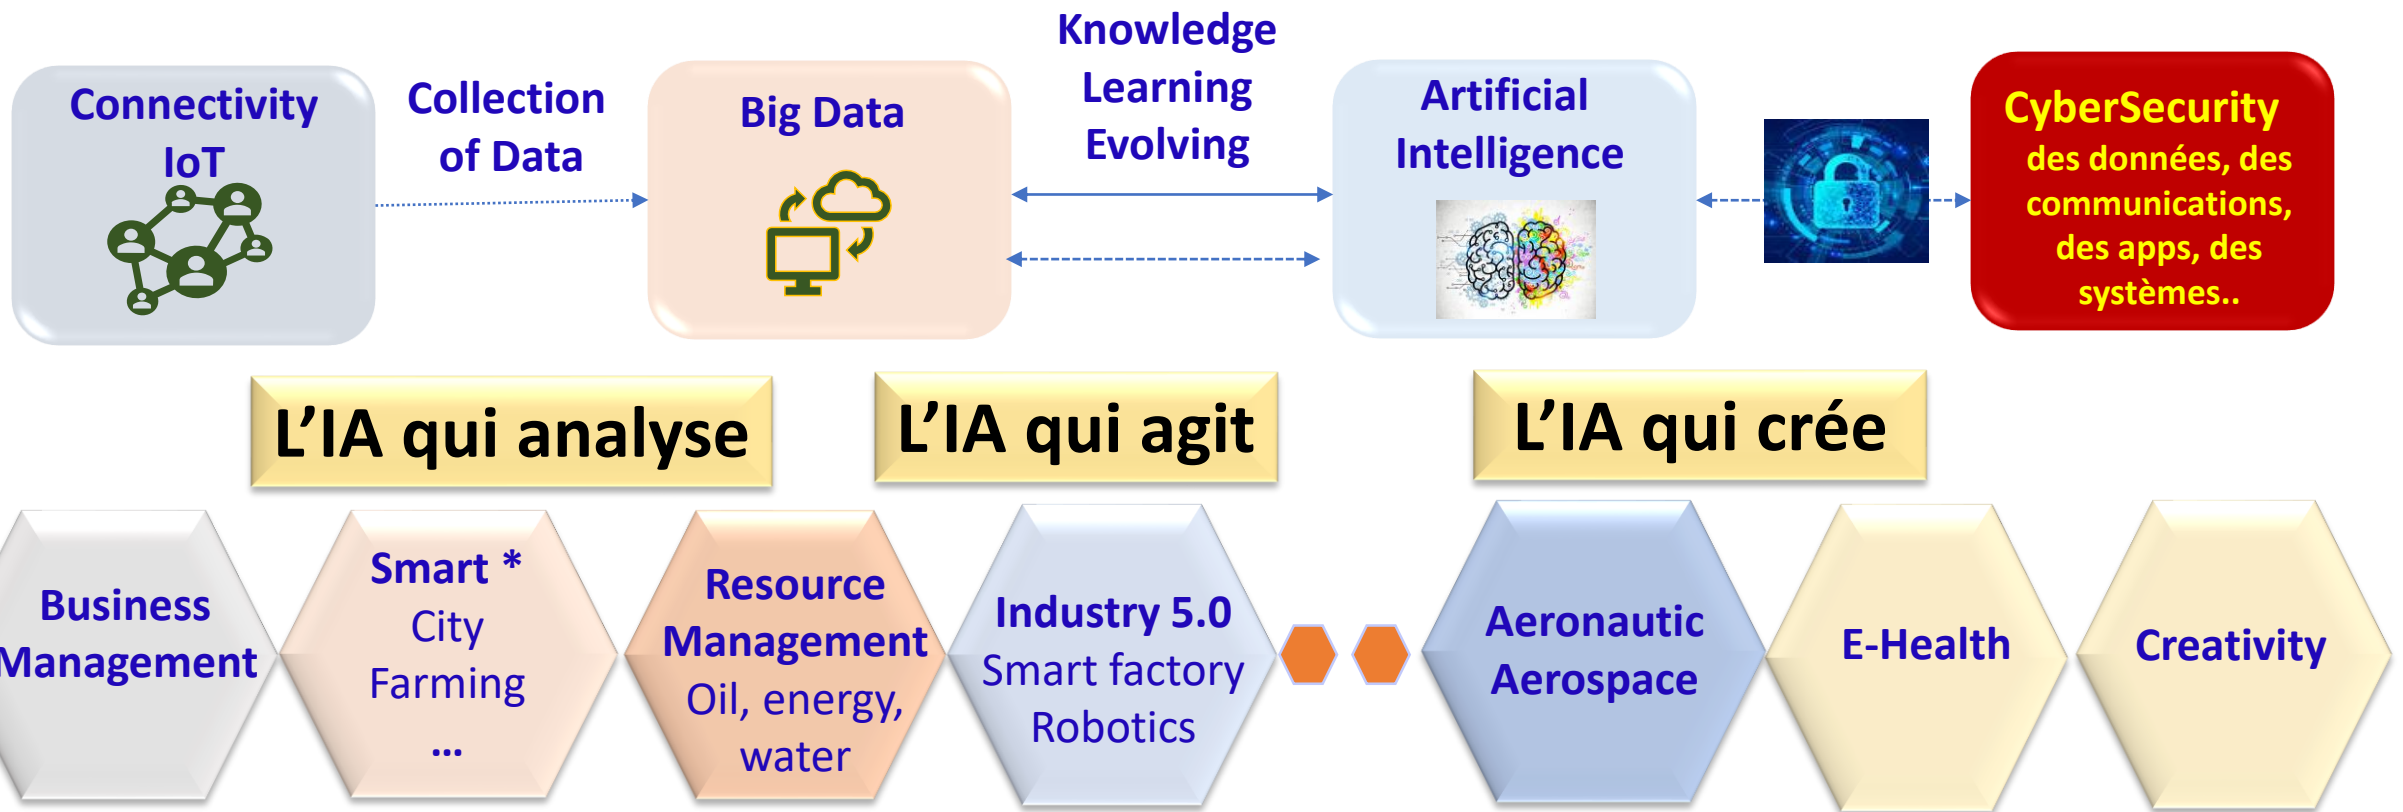 Connectivity
IoT
Collection
of Data
Big Data
Knowledge
Learning
Evolving
Artificial
Intelligence
CyberSecurity
des données, des
communications,
des apps, des
systèmes..
L’IA qui analyse
L’IA qui agit
L’IA qui crée
Business
Management
Smart *
City
Farming
...
Resource
Management
Oil, energy,
water
Industry 5.0
Smart factory
Robotics
Aeronautic
Aerospace
E-Health
Creativity